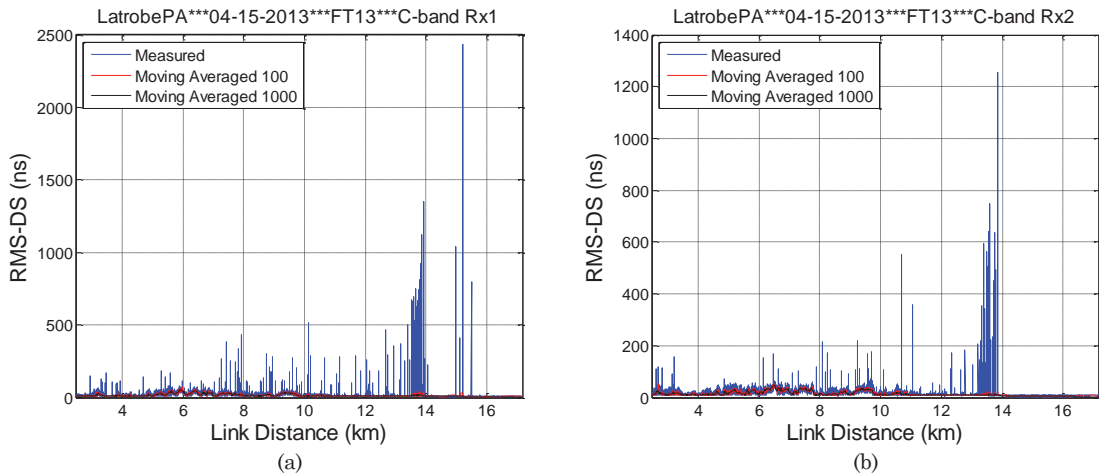 LatrobePA***04-15-2013***FT13***C-band Rx1
2500
2000
1500
1000
500
0
RMS-DS (ns)
Measured
Moving Averaged 100
Moving Averaged 1000
4 6 8 10 12 14 16
Link Distance (km)
(a)
LatrobePA***04-15-2013***FT13***C-band Rx2
1400
1200
1000
800
600
400
200
0
RMS-DS (ns)
Measured
Moving Averaged 100
Moving Averaged 1000
4 6 8 10 12 14 16
Link Distance (km)
(b)